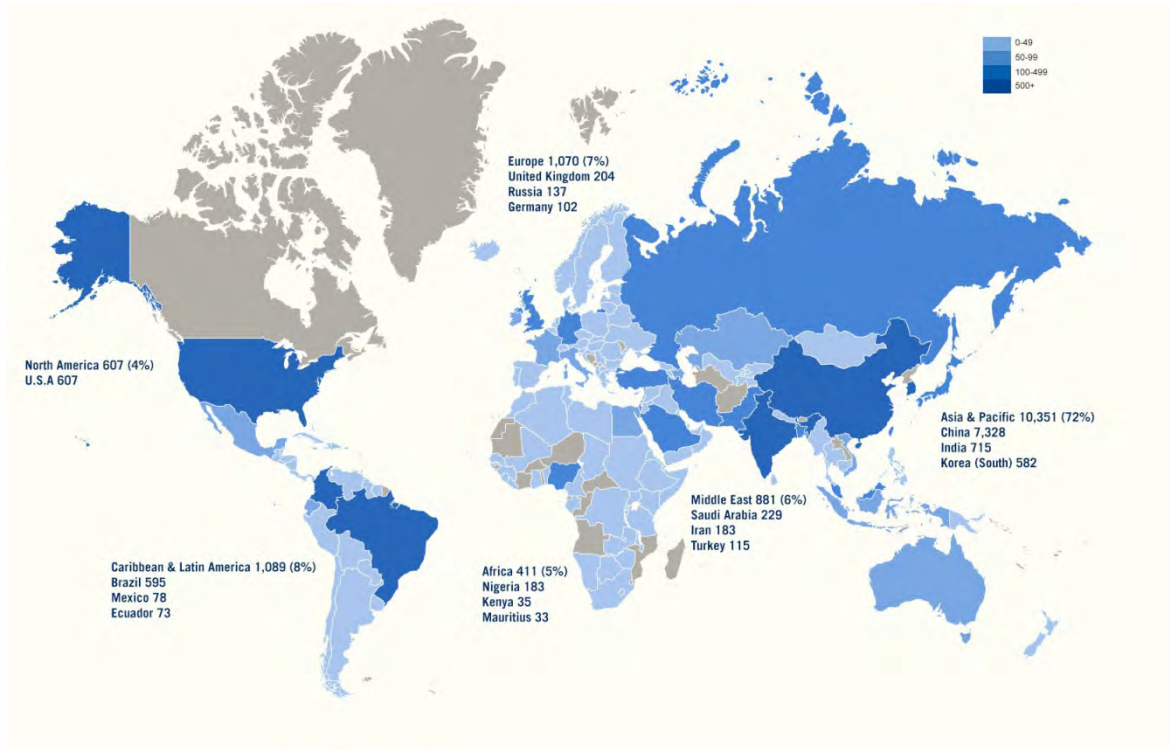 0-49
50-99
100-499
500+
Europe 1,070 (7%)
United Kingdom 204
Russia 137
Germany 102
North America 607 (4%)
U.S.A 607
Asia & Pacific 10,351 (72%)
China 7,328
India 715
Korea (South) 582
Middle East 881 (6%)
Saudi Arabia 229
Iran 183
Turkey 115
Caribbean & Latin America 1,089 (8%)
Brazil 595
Mexico 78
Ecuador 73
Africa 411 (5%)
Nigeria 183
Kenya 35
Mauritius 33